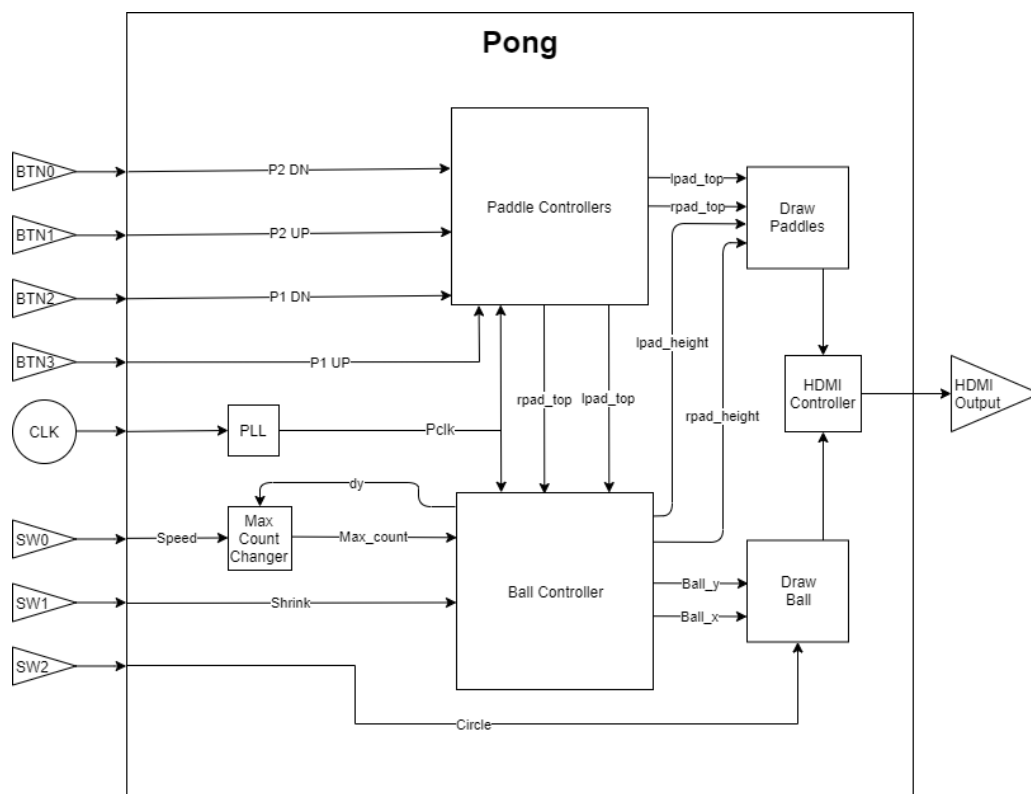 Pong
BTN0
P2 DN
BTN1
P2 UP
BTN2
P1 DN
BTN3
P1 UP
Paddle Controllers
lpad_top
rpad_top
Draw
Paddles
lpad_height
rpad_height
rpad_top
lpad_top
HDMI
Controller
HDMI
Output
CLK
PLL
Pclk
dy
SW0
Speed
Max
Count
Changer
Max_count
SW1
Shrink
Ball Controller
Ball_y
Ball_x
Draw
Ball
SW2
Circle